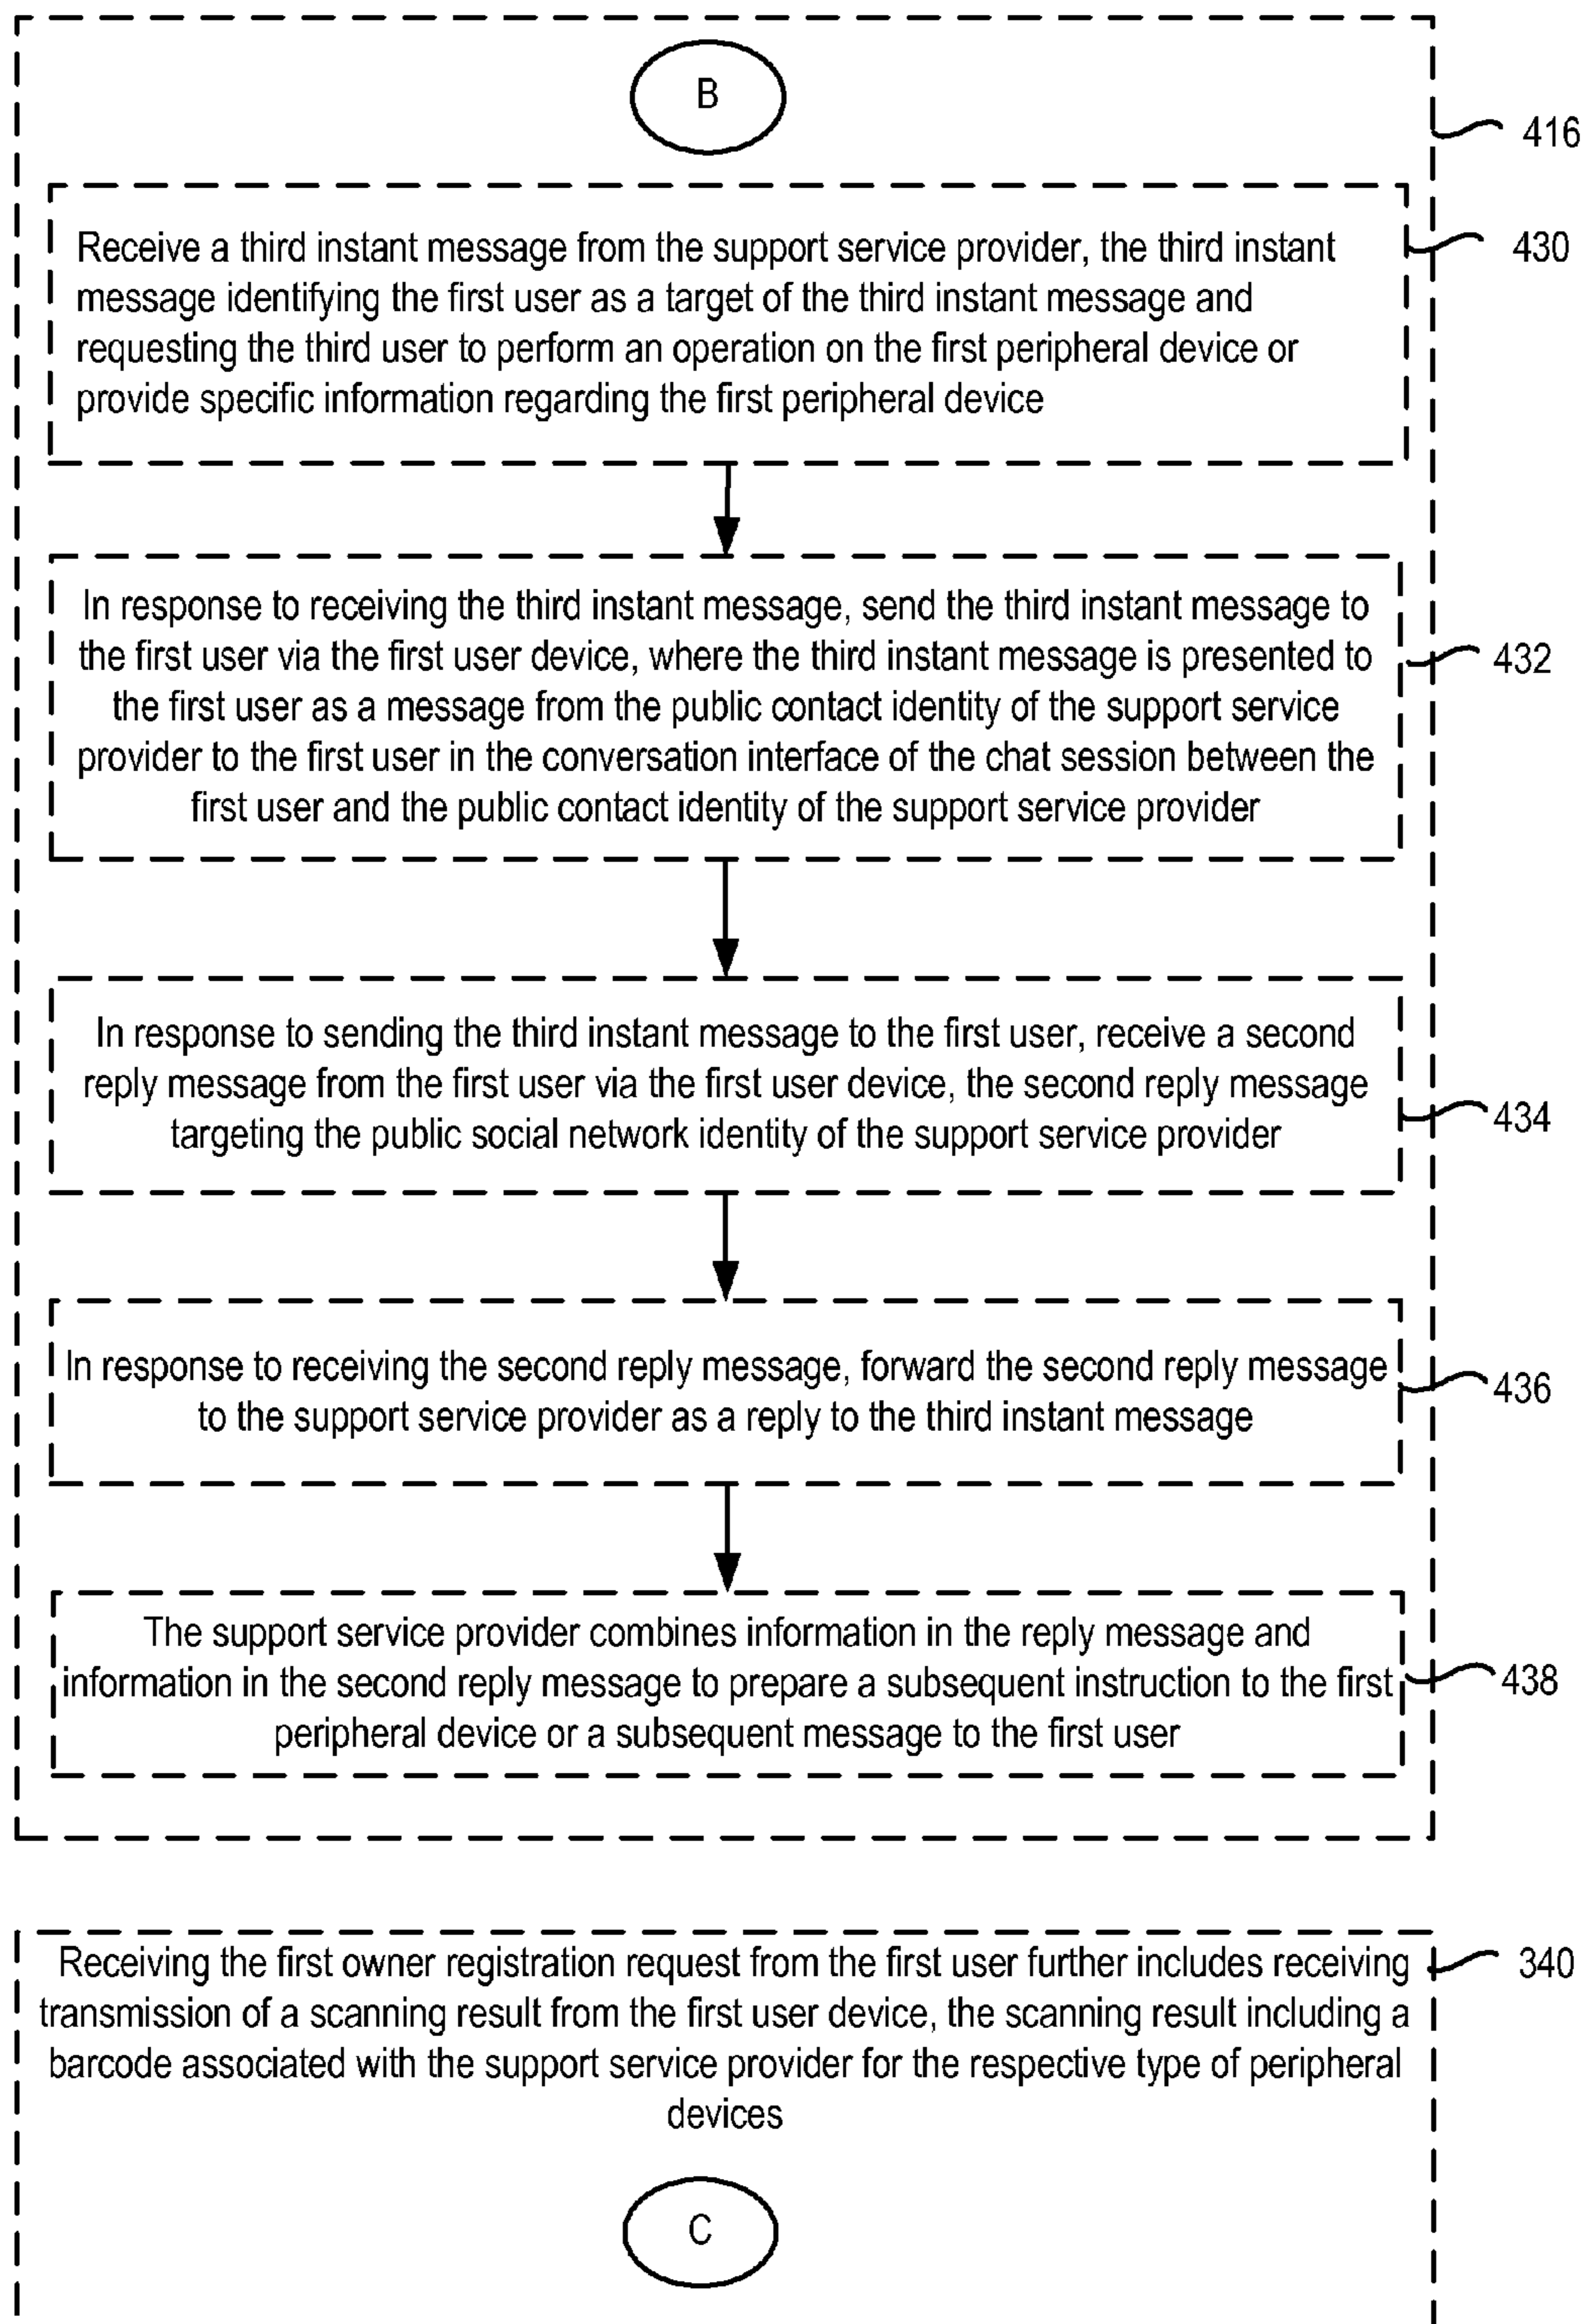 B
416
Receive a third instant message from the support service provider, the third instant
430
message identifying the first user as a target of the third instant message and
requesting the third user to perform an operation on the first peripheral device or
provide specific information regarding the first peripheral device
In response to receiving the third instant message, send the third instant message to
the first user via the first user device, where the third instant message is presented to
432
the first user as a message from the public contact identity of the support service
provider to the first user in the conversation interface of the chat session between the
first user and the public contact identity of the support service provider
In response to sending the third instant message to the first user, receive a second
reply message from the first user via the first user device, the second reply message
434
targeting the public social network identity of the support service provider
In response to receiving the second reply message, forward the second reply message
436
to the support service provider as a reply to the third instant message
The support service provider combines information in the reply message and
information in the second reply message to prepare a subsequent instruction to the first
438
peripheral device or a subsequent message to the first user
Receiving the first owner registration request from the first user further includes receiving
340
transmission of a scanning result from the first user device, the scanning result including a
barcode associated with the support service provider for the respective type of peripheral
devices
C